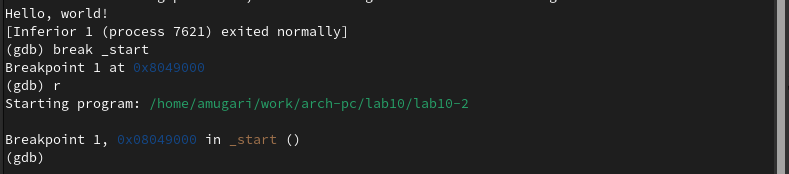 Hello, world!
[Inferior 1 (process 7621) exited normally]
(gdb) break _start
Breakpoint 1 at 0x8049000
(gdb) r
Starting program: /home/amugari/work/arch-pc/lab10/lab10-2
Breakpoint 1, 0x08049000 in _start ()
(gdb)